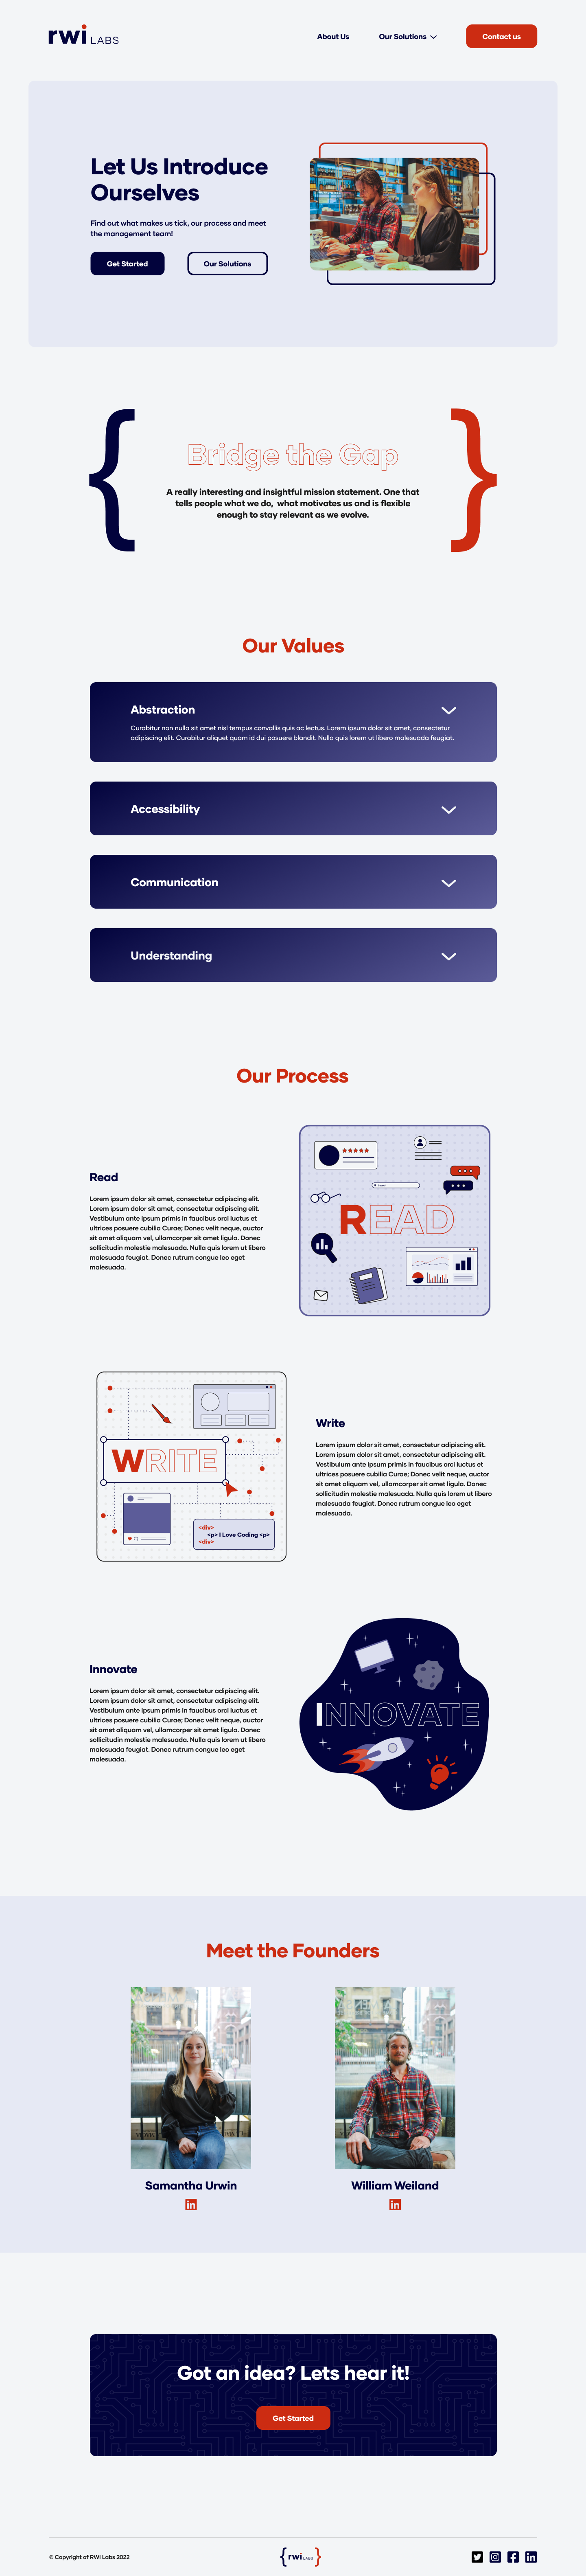 rwi LABS
About Us
Our Solutions
Contact us
Let Us Introduce
Ourselves
Find out what makes us tick, our process and meet
the management team!
Get Started
Our Solutions
{ }
Bridge the Gap
A really interesting and insightful mission statement. One that
tells people what we do, what motivates us and is flexible
enough to stay relevant as we evolve.
Our Values
Abstraction
Curabitur non nulla sit amet nisl tempus convallis quis ac lectus. Lorem ipsum dolor sit amet, consectetur
adipiscing elit. Curabitur aliquet quam id dui posuere blandit. Nulla quis lorem ut libero malesuada feugiat.
Accessibility
Communication
Understanding
Our Process
Read
Lorem ipsum dolor sit amet, consectetur adipiscing elit.
Lorem ipsum dolor sit amet, consectetur adipiscing elit.
Vestibulum ante ipsum primis in faucibus orci luctus et
ultrices posuere cubilia Curae; Donec velit neque, auctor
sit amet aliquam vel, ullamcorper sit amet ligula. Donec
sollicitudin molestie malesuada. Nulla quis lorem ut libero
malesuada feugiat. Donec rutrum congue leo eget
malesuada.
Search
READ
WRITE
<div>
<p> I Love Coding <p>
<div>
Write
Lorem ipsum dolor sit amet, consectetur adipiscing elit.
Lorem ipsum dolor sit amet, consectetur adipiscing elit.
Vestibulum ante ipsum primis in faucibus orci luctus et
ultrices posuere cubilia Curae; Donec velit neque, auctor
sit amet aliquam vel, ullamcorper sit amet ligula. Donec
sollicitudin molestie malesuada. Nulla quis lorem ut libero
malesuada feugiat. Donec rutrum congue leo eget
malesuada.
Innovate
Lorem ipsum dolor sit amet, consectetur adipiscing elit.
Lorem ipsum dolor sit amet, consectetur adipiscing elit.
Vestibulum ante ipsum primis in faucibus orci luctus et
ultrices posuere cubilia Curae; Donec velit neque, auctor
sit amet aliquam vel, ullamcorper sit amet ligula. Donec
sollicitudin molestie malesuada. Nulla quis lorem ut libero
malesuada feugiat. Donec rutrum congue leo eget
malesuada.
INNOVATE
Meet the Founders
Samantha Urwin
William Weiland
in
in
Got an idea? Lets hear it!
Get Started
© Copyright of RWI Labs 2022
{rwi LABS}
in